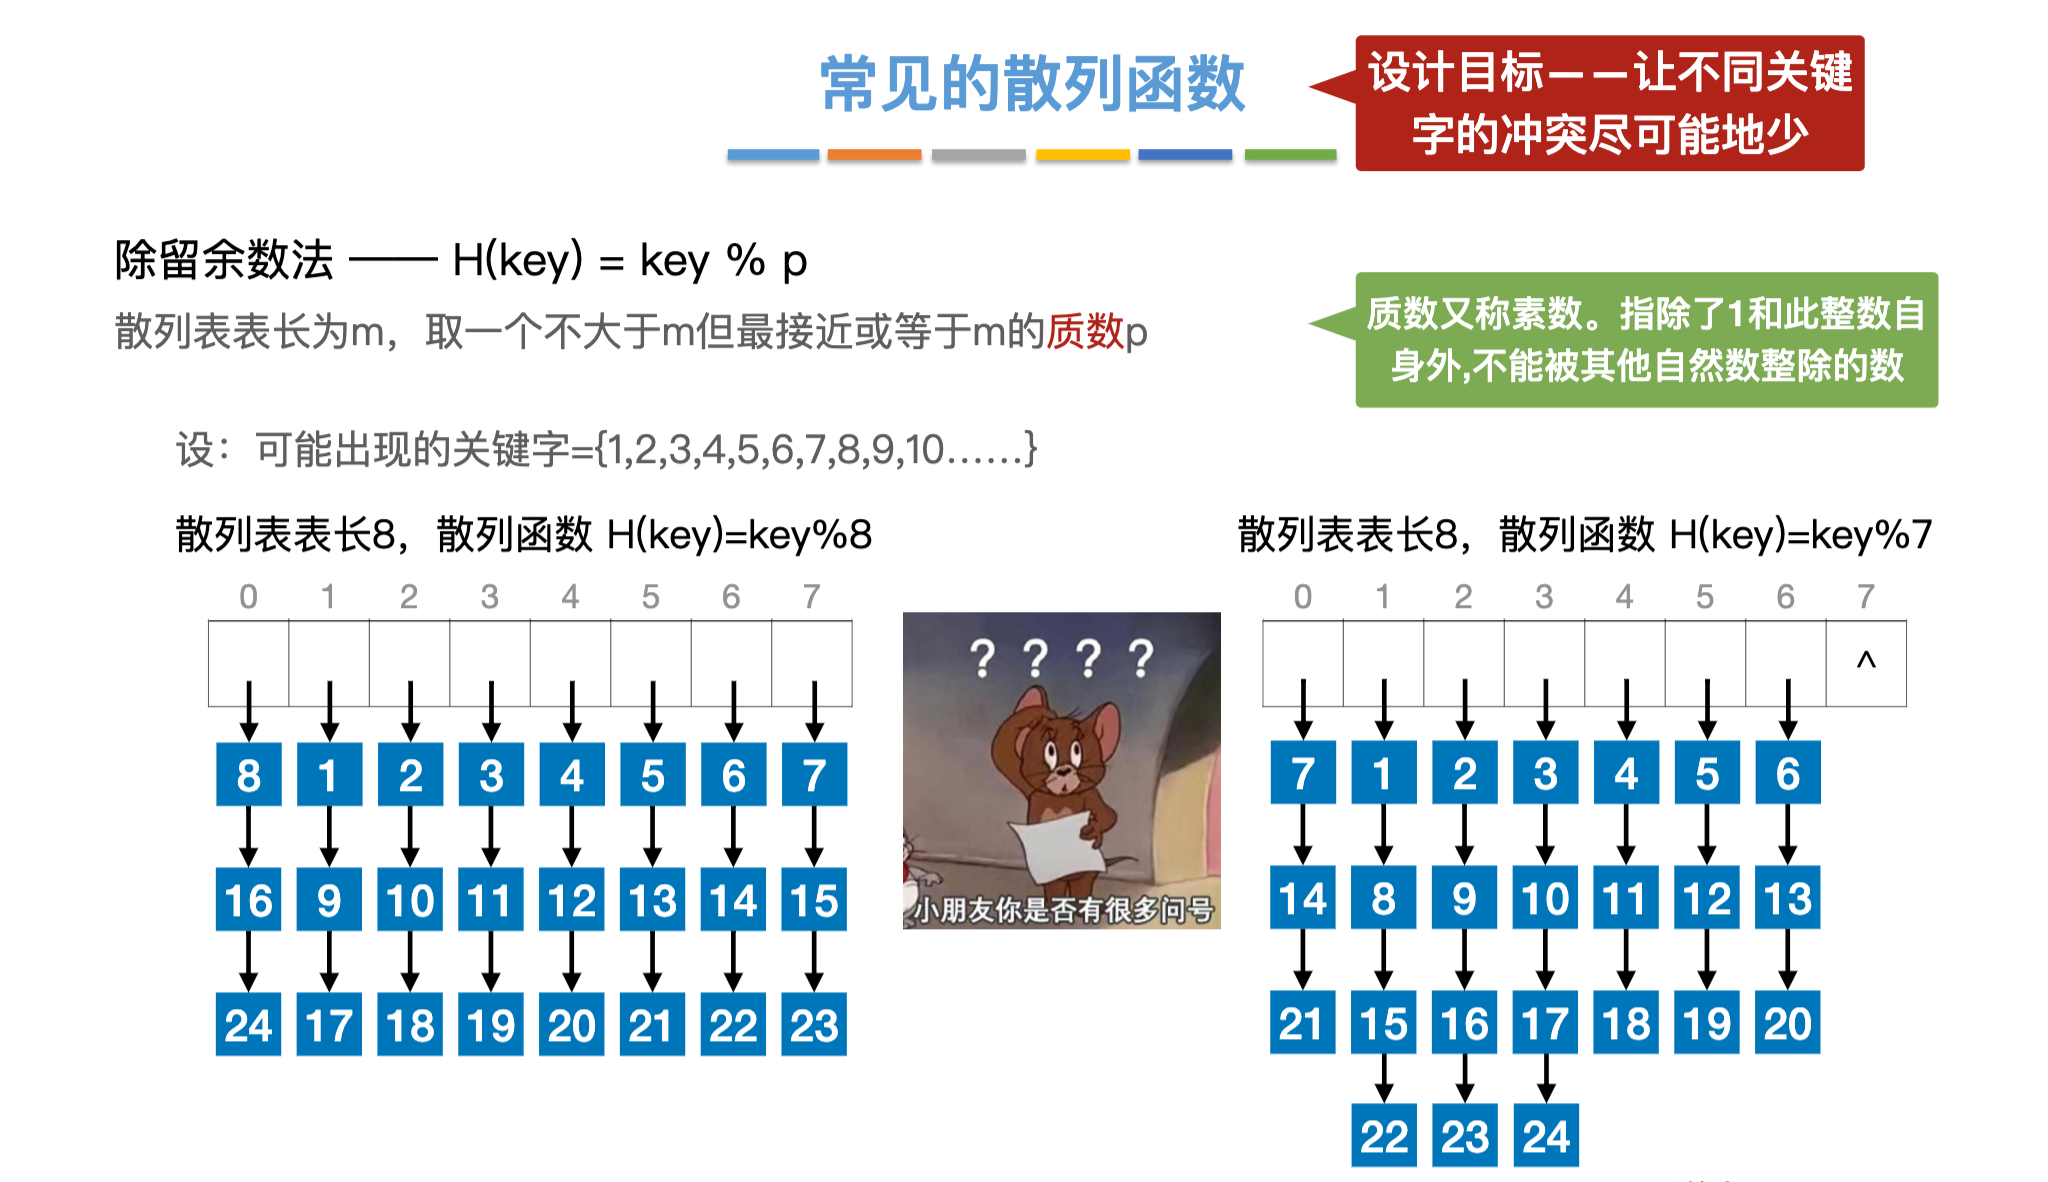 常见的散列函数
设计目标——让不同关键
字的冲突尽可能地少
除留余数法 —— H(key) = key % p
散列表表长为m，取一个不大于m但最接近或等于m的质数p
质数又称素数。指除了1和此整数自
身外,不能被其他自然数整除的数
设：可能出现的关键字={1,2,3,4,5,6,7,8,9,10……}
散列表表长8，散列函数 H(key)=key%8
0 1 2 3 4 5 6 7
8 1 2 3 4 5 6 7
16 9 10 11 12 13 14 15
24 17 18 19 20 21 22 23
？？？？
小朋友你是否有很多问号
散列表表长8，散列函数 H(key)=key%7
0 1 2 3 4 5 6 7
^
7 1 2 3 4 5 6
14 8 9 10 11 12 13
21 15 16 17 18 19 20
22 23 24